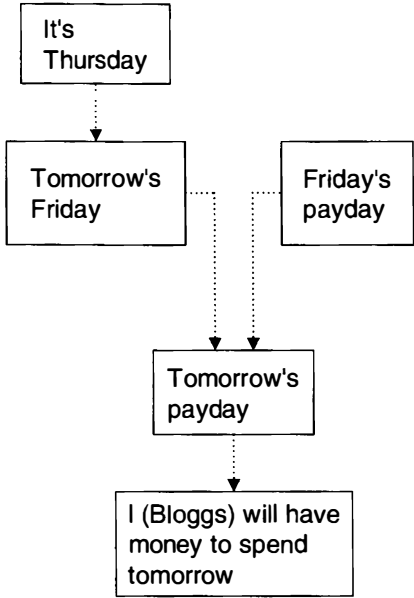 It's
Thursday
Tomorrow's
Friday
Friday's
payday
Tomorrow's
payday
I (Bloggs) will have
money to spend
tomorrow